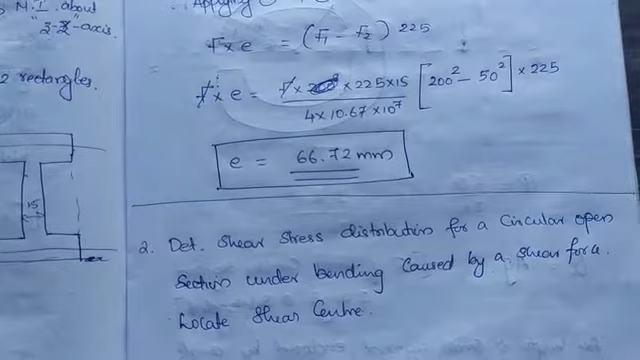 M.I. about
"z-z"-axis.
2 rectangles.
15
Applying
F x e = (F1 - F2) 225
F x e = F x 225 x 15 / 4 x 10.67 x 10^7 [200^2 - 50^2] x 225
e = 66.72 mm
2. Det. Shear Stress distribution for a Circular open
Section under bending Caused by a shear force.
Locate Shear Centre.